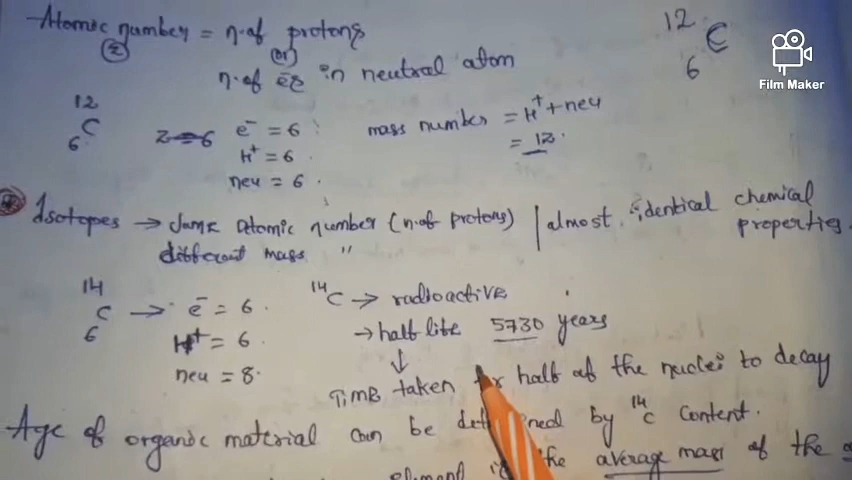 Atomic number = n.of protons
(Z) (or)
n.of ēs in neutral atom
12
6 C
Film Maker
12
6 C Z = 6 e⁻ = 6 mass number = H⁺ + neu
H⁺ = 6 = 12.
neu = 6.
Isotopes → Same Atomic number (n.of protons) | almost identical chemical
different mass " properties.
14
6 C → e⁻ = 6 ¹⁴C → radioactive
H⁺ = 6 → half life 5730 years
neu = 8. ↓
Time taken for half of the nuclei to decay
Age of organic material can be by ¹⁴C content.
the average mass of the